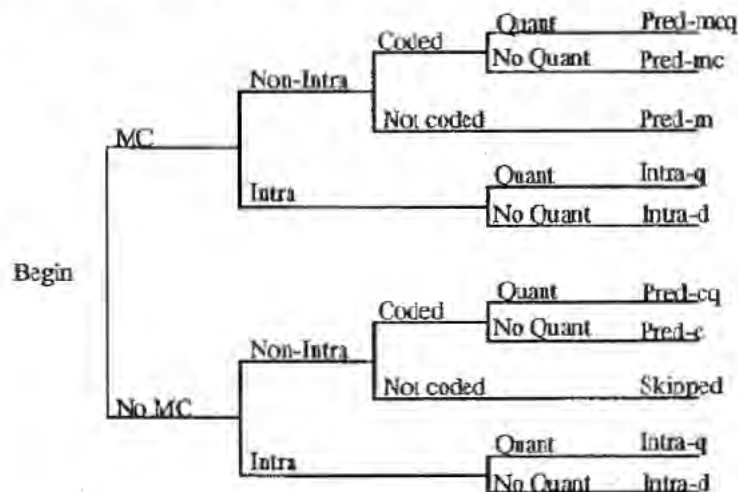 Quant Pred-mcq
Coded
No Quant Pred-mc
Non-Intra
Not coded Pred-m
MC
Quant Intra-q
Intra
No Quant Intra-d
Begin
Quant Pred-cq
Coded
No Quant Pred-c
Non-Intra
Not coded Skipped
No MC
Quant Intra-q
Intra
No Quant Intra-d